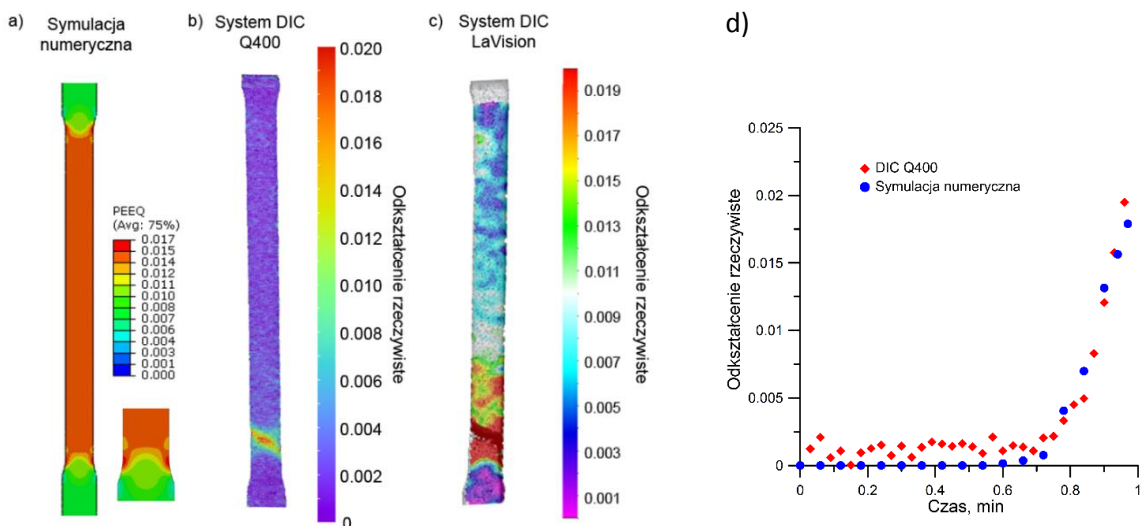 a)
Symulacja
numeryczna
PEEQ
(Avg: 75%)
0.017
0.015
0.014
0.012
0.011
0.010
0.008
0.007
0.006
0.004
0.003
0.001
0.000
b)
System DIC
Q400
0.020
0.018
0.016
0.014
0.012
0.010
0.008
0.006
0.004
0.002
0
Odkształcenie rzeczywiste
c)
System DIC
LaVision
0.019
0.017
0.015
0.013
0.011
0.009
0.007
0.005
0.003
0.001
Odkształcenie rzeczywiste
d)
0.025
0.02
0.015
0.01
0.005
0
Odkształcenie rzeczywiste
DIC Q400
Symulacja numeryczna
0
0.2
0.4
0.6
0.8
1
Czas, min